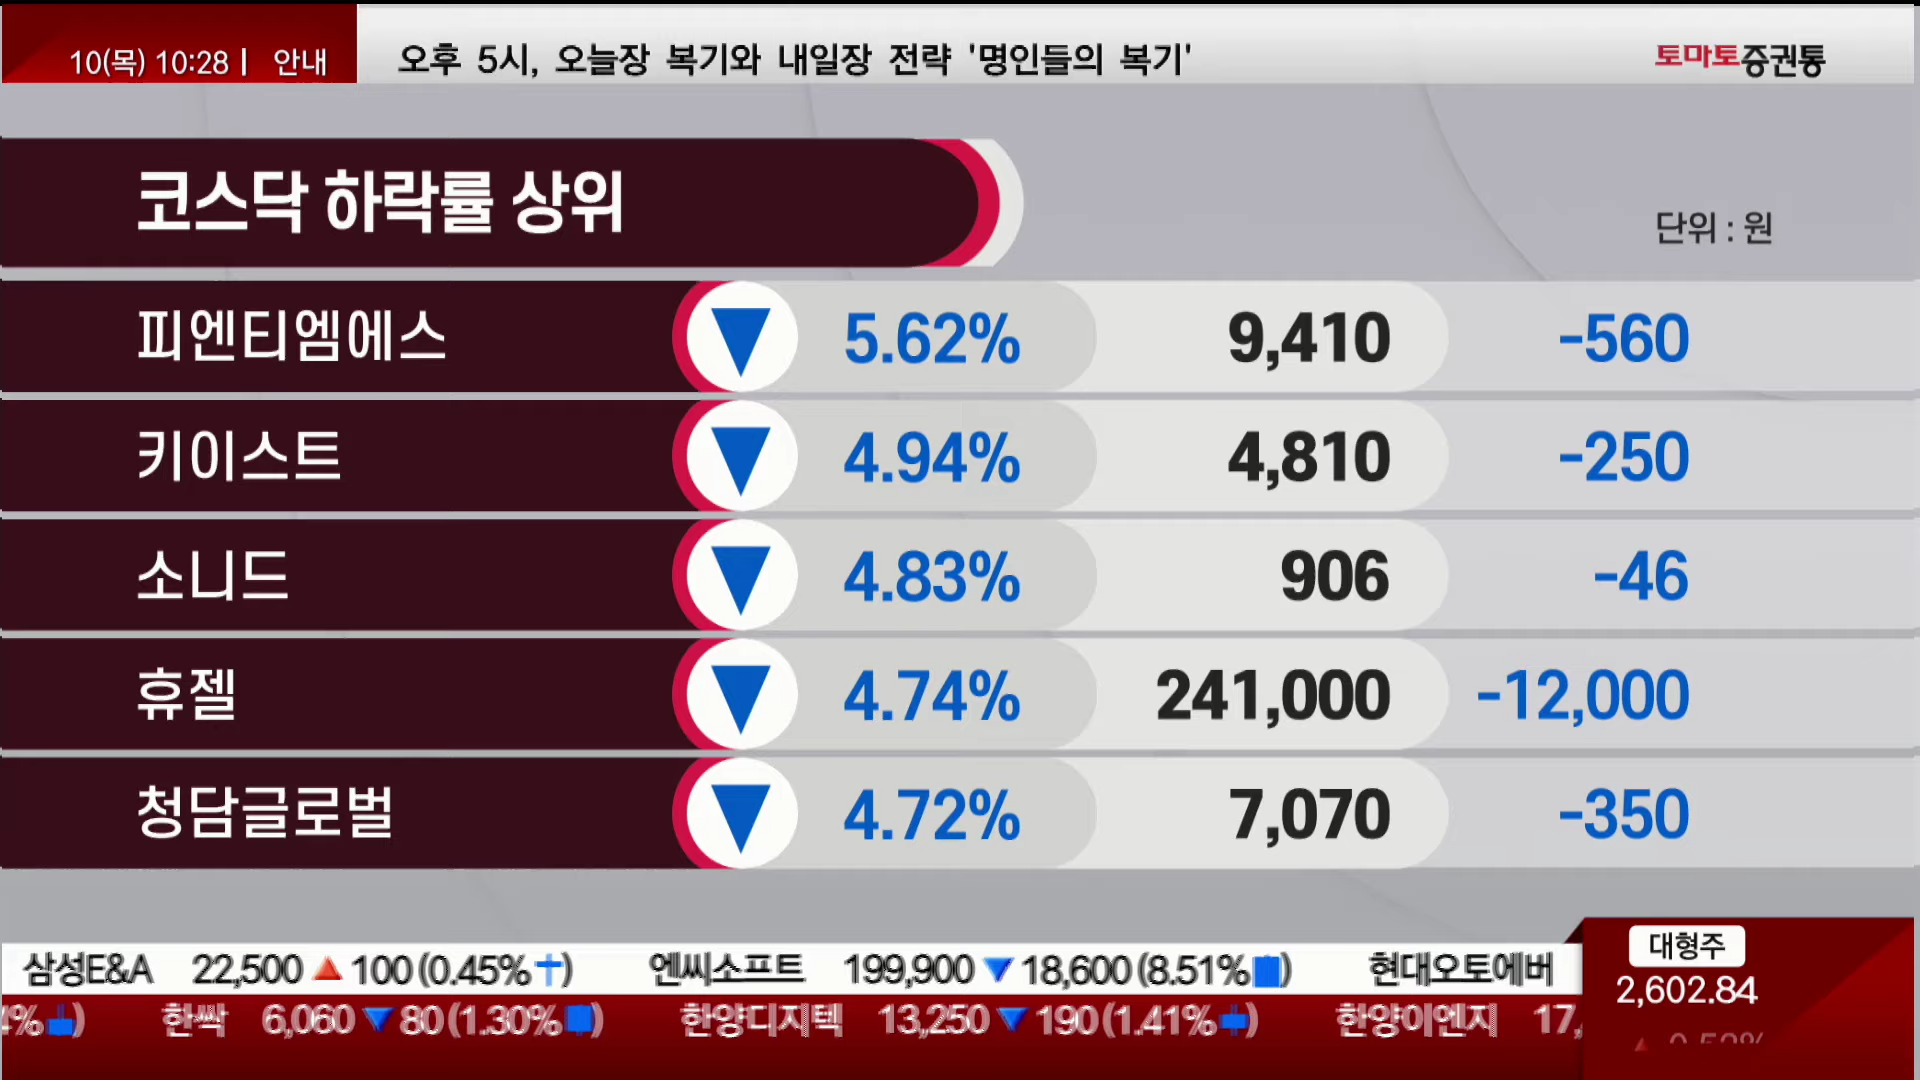 10(목) 10:28 | 안내 오후 5시, 오늘장 복기와 내일장 전략 '명인들의 복기' 토마토증권통
코스닥 하락률 상위
단위 : 원
피엔티엠에스 ▼ 5.62% 9,410 -560
키이스트 ▼ 4.94% 4,810 -250
소니드 ▼ 4.83% 906 -46
휴젤 ▼ 4.74% 241,000 -12,000
청담글로벌 ▼ 4.72% 7,070 -350
대형주
삼성E&A 22,500 ▲ 100 (0.45%) 엔씨소프트 199,900 ▼ 18,600 (8.51%) 현대오토에버
2,602.84
한싹 6,060 ▼ 80 (1.30%) 한양디지텍 13,250 ▼ 190 (1.41%) 한양이엔지